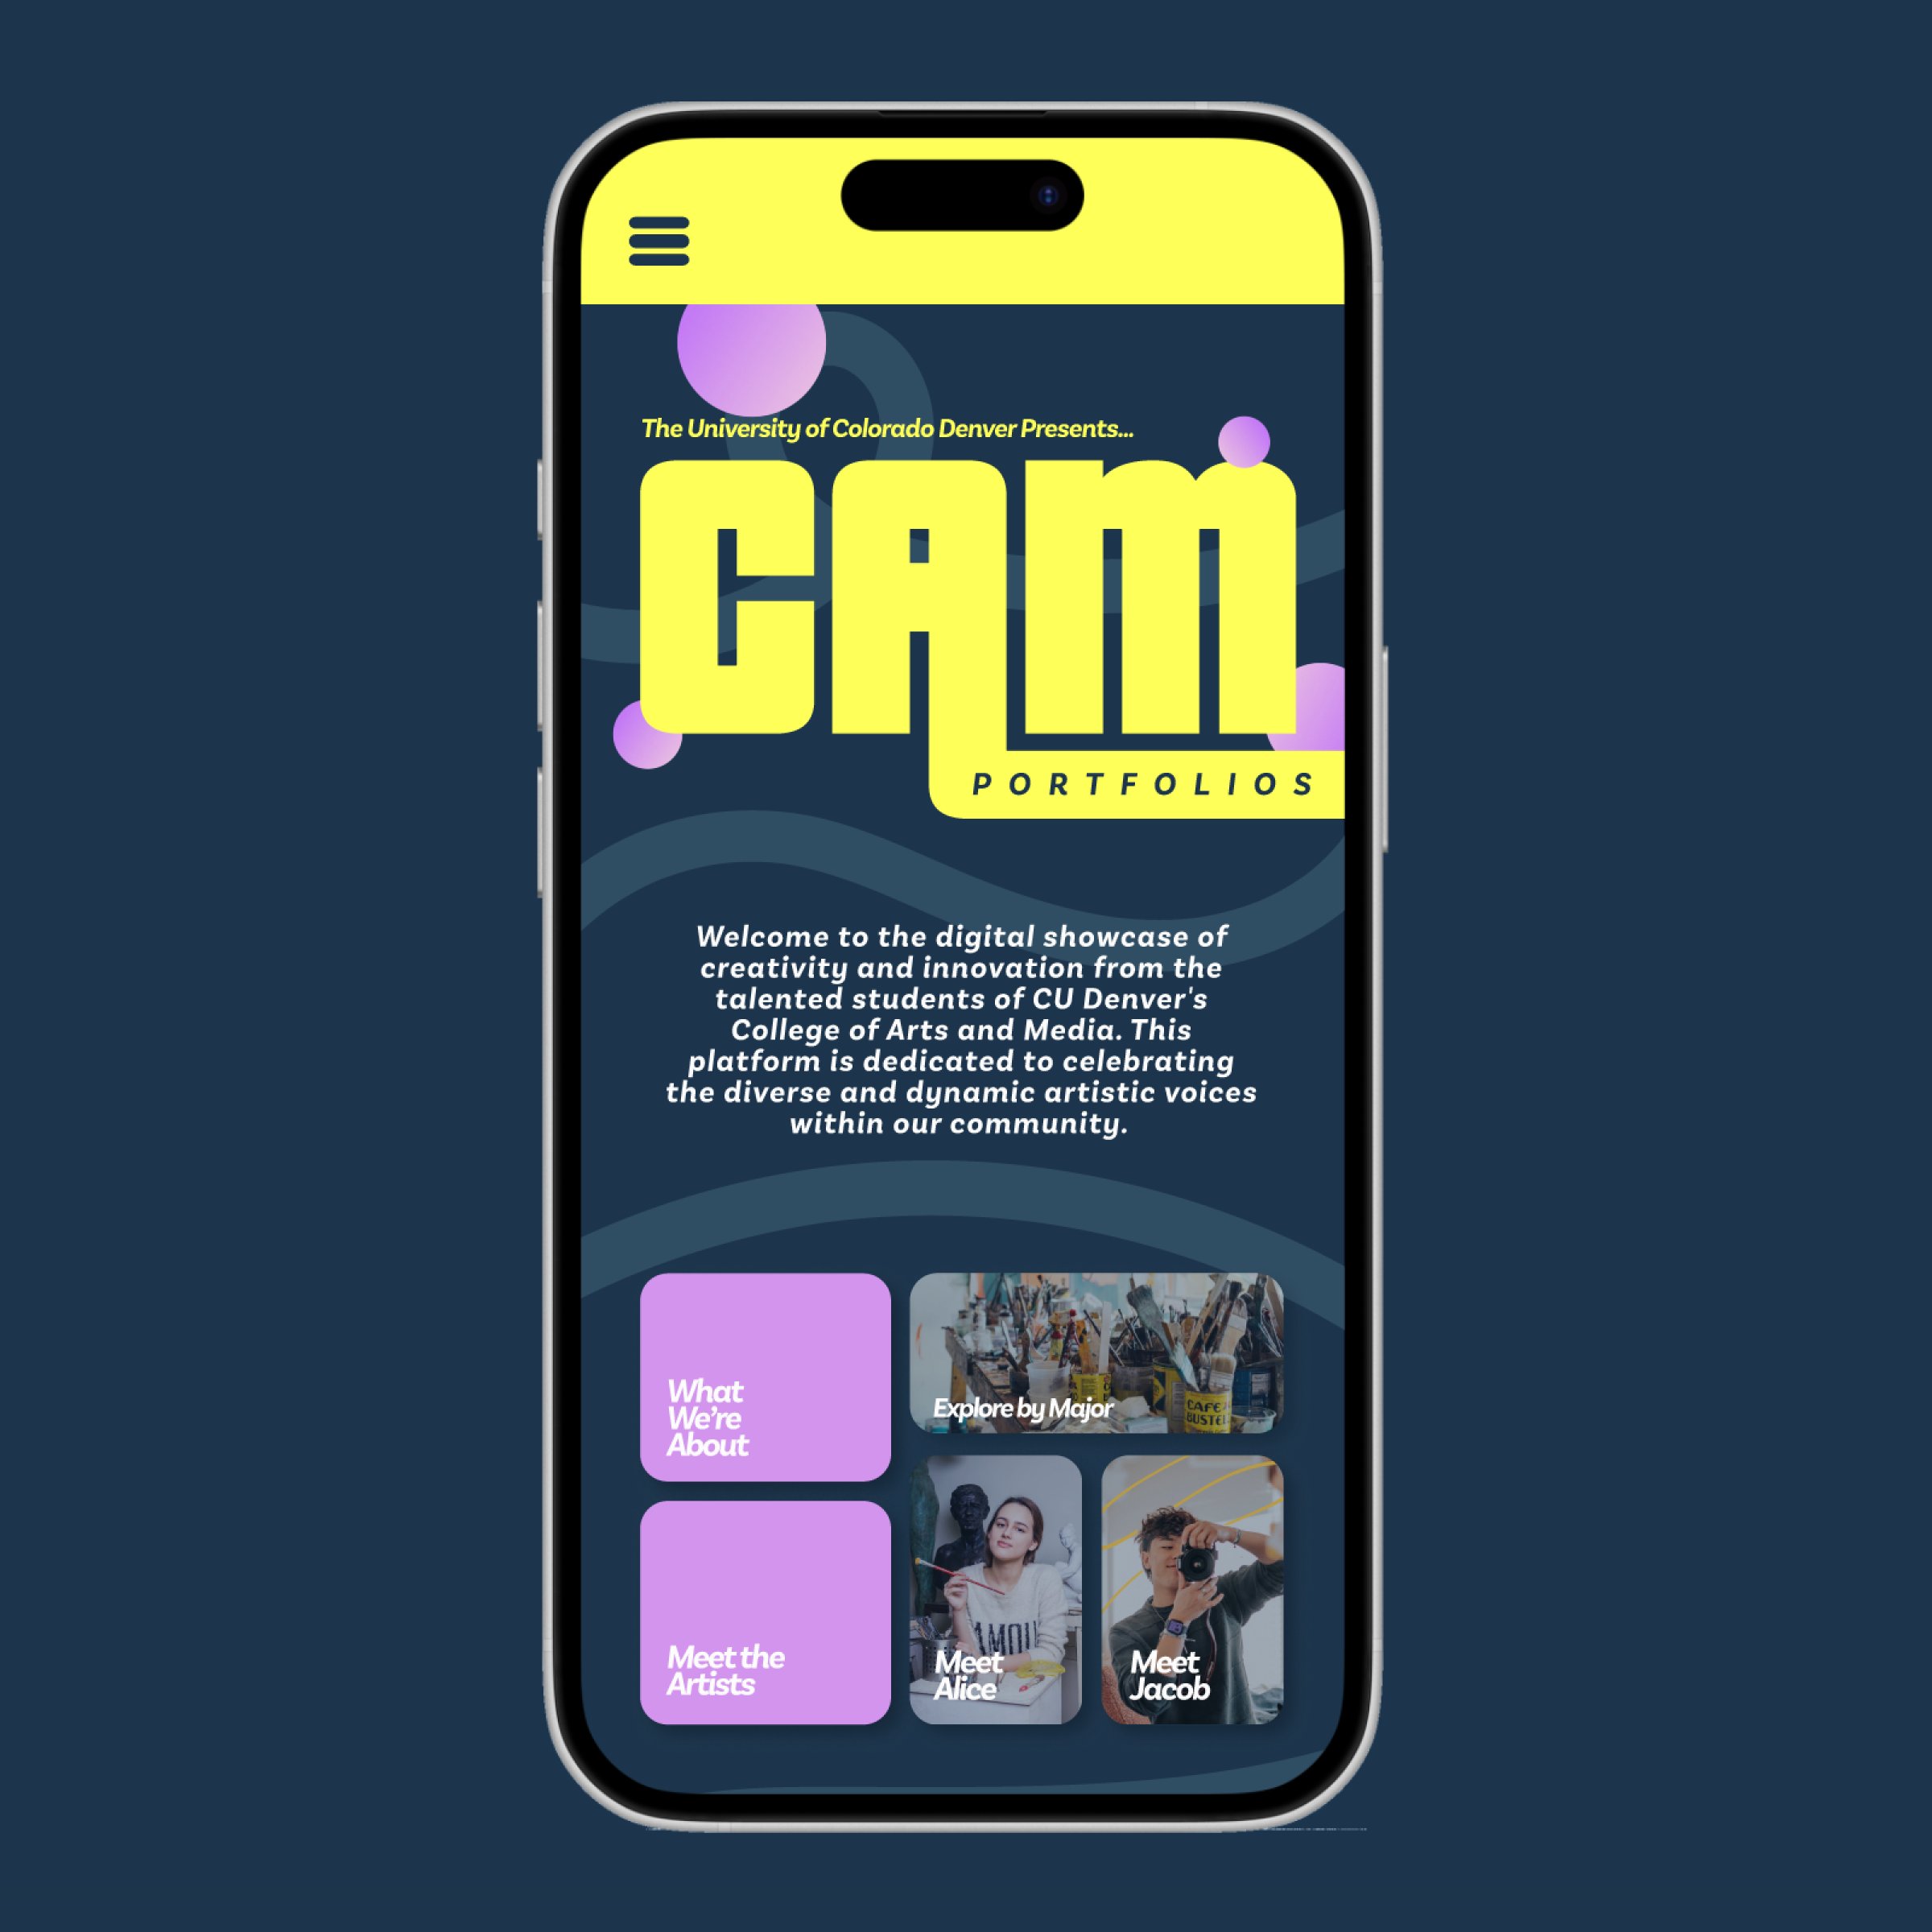 The University of Colorado Denver Presents...
CAM
PORTFOLIOS
Welcome to the digital showcase of
creativity and innovation from the
talented students of CU Denver's
College of Arts and Media. This
platform is dedicated to celebrating
the diverse and dynamic artistic voices
within our community.
What
We’re
About
Explore by Major
CAFE
BUSTEL
Meet the
Artists
AMOU
Meet
Alice
Meet
Jacob